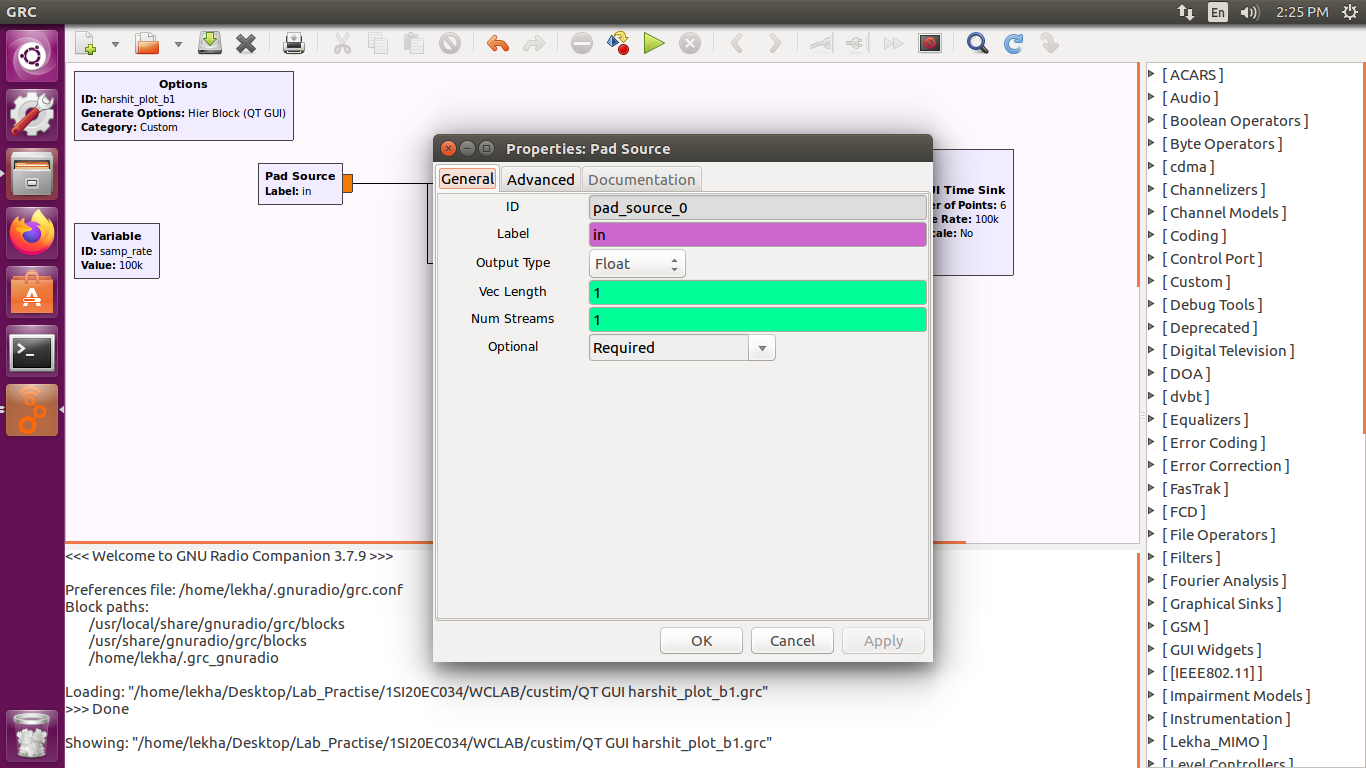 GRC
En
2:25 PM
Options
ID: harshit_plot_b1
Generate Options: Hier Block (QT GUI)
Category: Custom
Pad Source
Label: in
Variable
ID: samp_rate
Value: 100k
Properties: Pad Source
General Advanced Documentation
ID pad_source_0
Label in
Output Type Float
Vec Length 1
Num Streams 1
Optional Required
OK Cancel Apply
I Time Sink
er of Points: 6
e Rate: 100k
cale: No
[ ACARS ]
[ Audio ]
[ Boolean Operators ]
[ Byte Operators ]
[ cdma ]
[ Channelizers ]
[ Channel Models ]
[ Coding ]
[ Control Port ]
[ Custom ]
[ Debug Tools ]
[ Deprecated ]
[ Digital Television ]
[ DOA ]
[ dvbt ]
[ Equalizers ]
[ Error Coding ]
[ Error Correction ]
[ FasTrak ]
[ FCD ]
[ File Operators ]
[ Filters ]
[ Fourier Analysis ]
[ Graphical Sinks ]
[ GSM ]
[ GUI Widgets ]
[ [IEEE802.11] ]
[ Impairment Models ]
[ Instrumentation ]
[ Lekha_MIMO ]
[ Level Controllers ]
<<< Welcome to GNU Radio Companion 3.7.9 >>>
Preferences file: /home/lekha/.gnuradio/grc.conf
Block paths:
/usr/local/share/gnuradio/grc/blocks
/usr/share/gnuradio/grc/blocks
/home/lekha/.grc_gnuradio
Loading: "/home/lekha/Desktop/Lab_Practise/1SI20EC034/WCLAB/custim/QT GUI harshit_plot_b1.grc"
>>> Done
Showing: "/home/lekha/Desktop/Lab_Practise/1SI20EC034/WCLAB/custim/QT GUI harshit_plot_b1.grc"